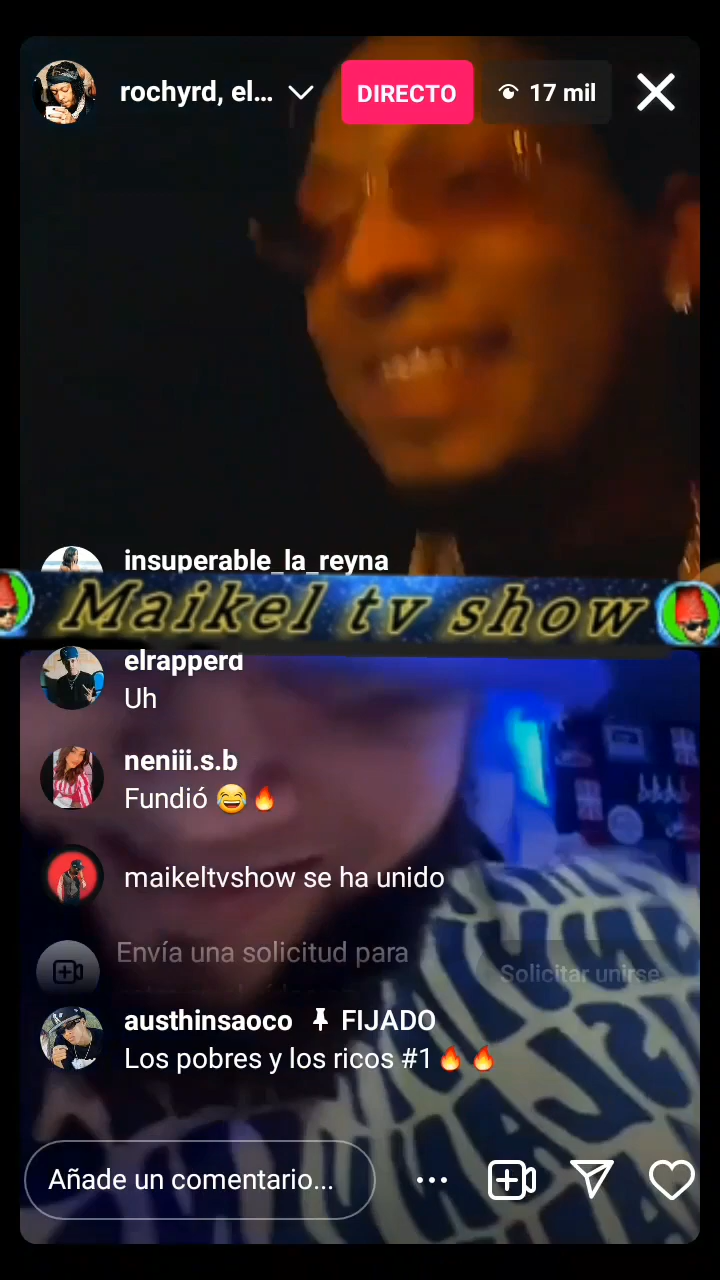 rochyrd, el...
DIRECTO
17 mil
insuperable_la_reyna
Maikel tv show
elrapperd
Uh
neniii.s.b
Fundió 😂🔥
maikeltvshow se ha unido
Envía una solicitud para
Solicitar unirse
austhinsaoco FIJADO
Los pobres y los ricos #1🔥🔥
Añade un comentario...